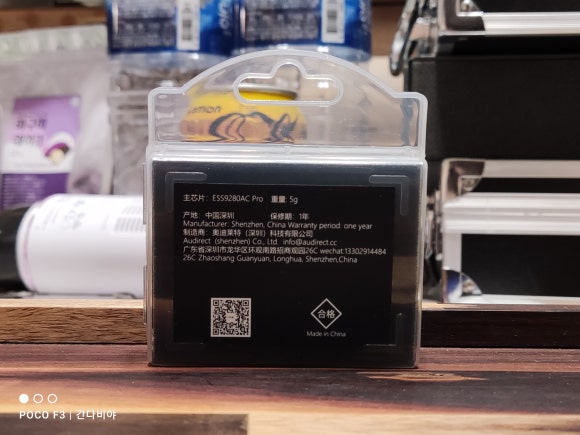 emon
主芯片: ESS9280AC Pro 重量: 5g
产地: 中国深圳 保修期: 1年
Manufacturer: Shenzhen, China Warranty period: one year
制造商: 奥迪莱特（深圳）科技有限公司
Audirect (shenzhen) Co., Ltd. info@audirect.cc
广东省深圳市龙华区环观南路招商观园26C wechat:13302914484
26C Zhaoshang Guanyuan, Longhua, Shenzhen,China
合格
Made in China
POCO F3 | 긴나비야